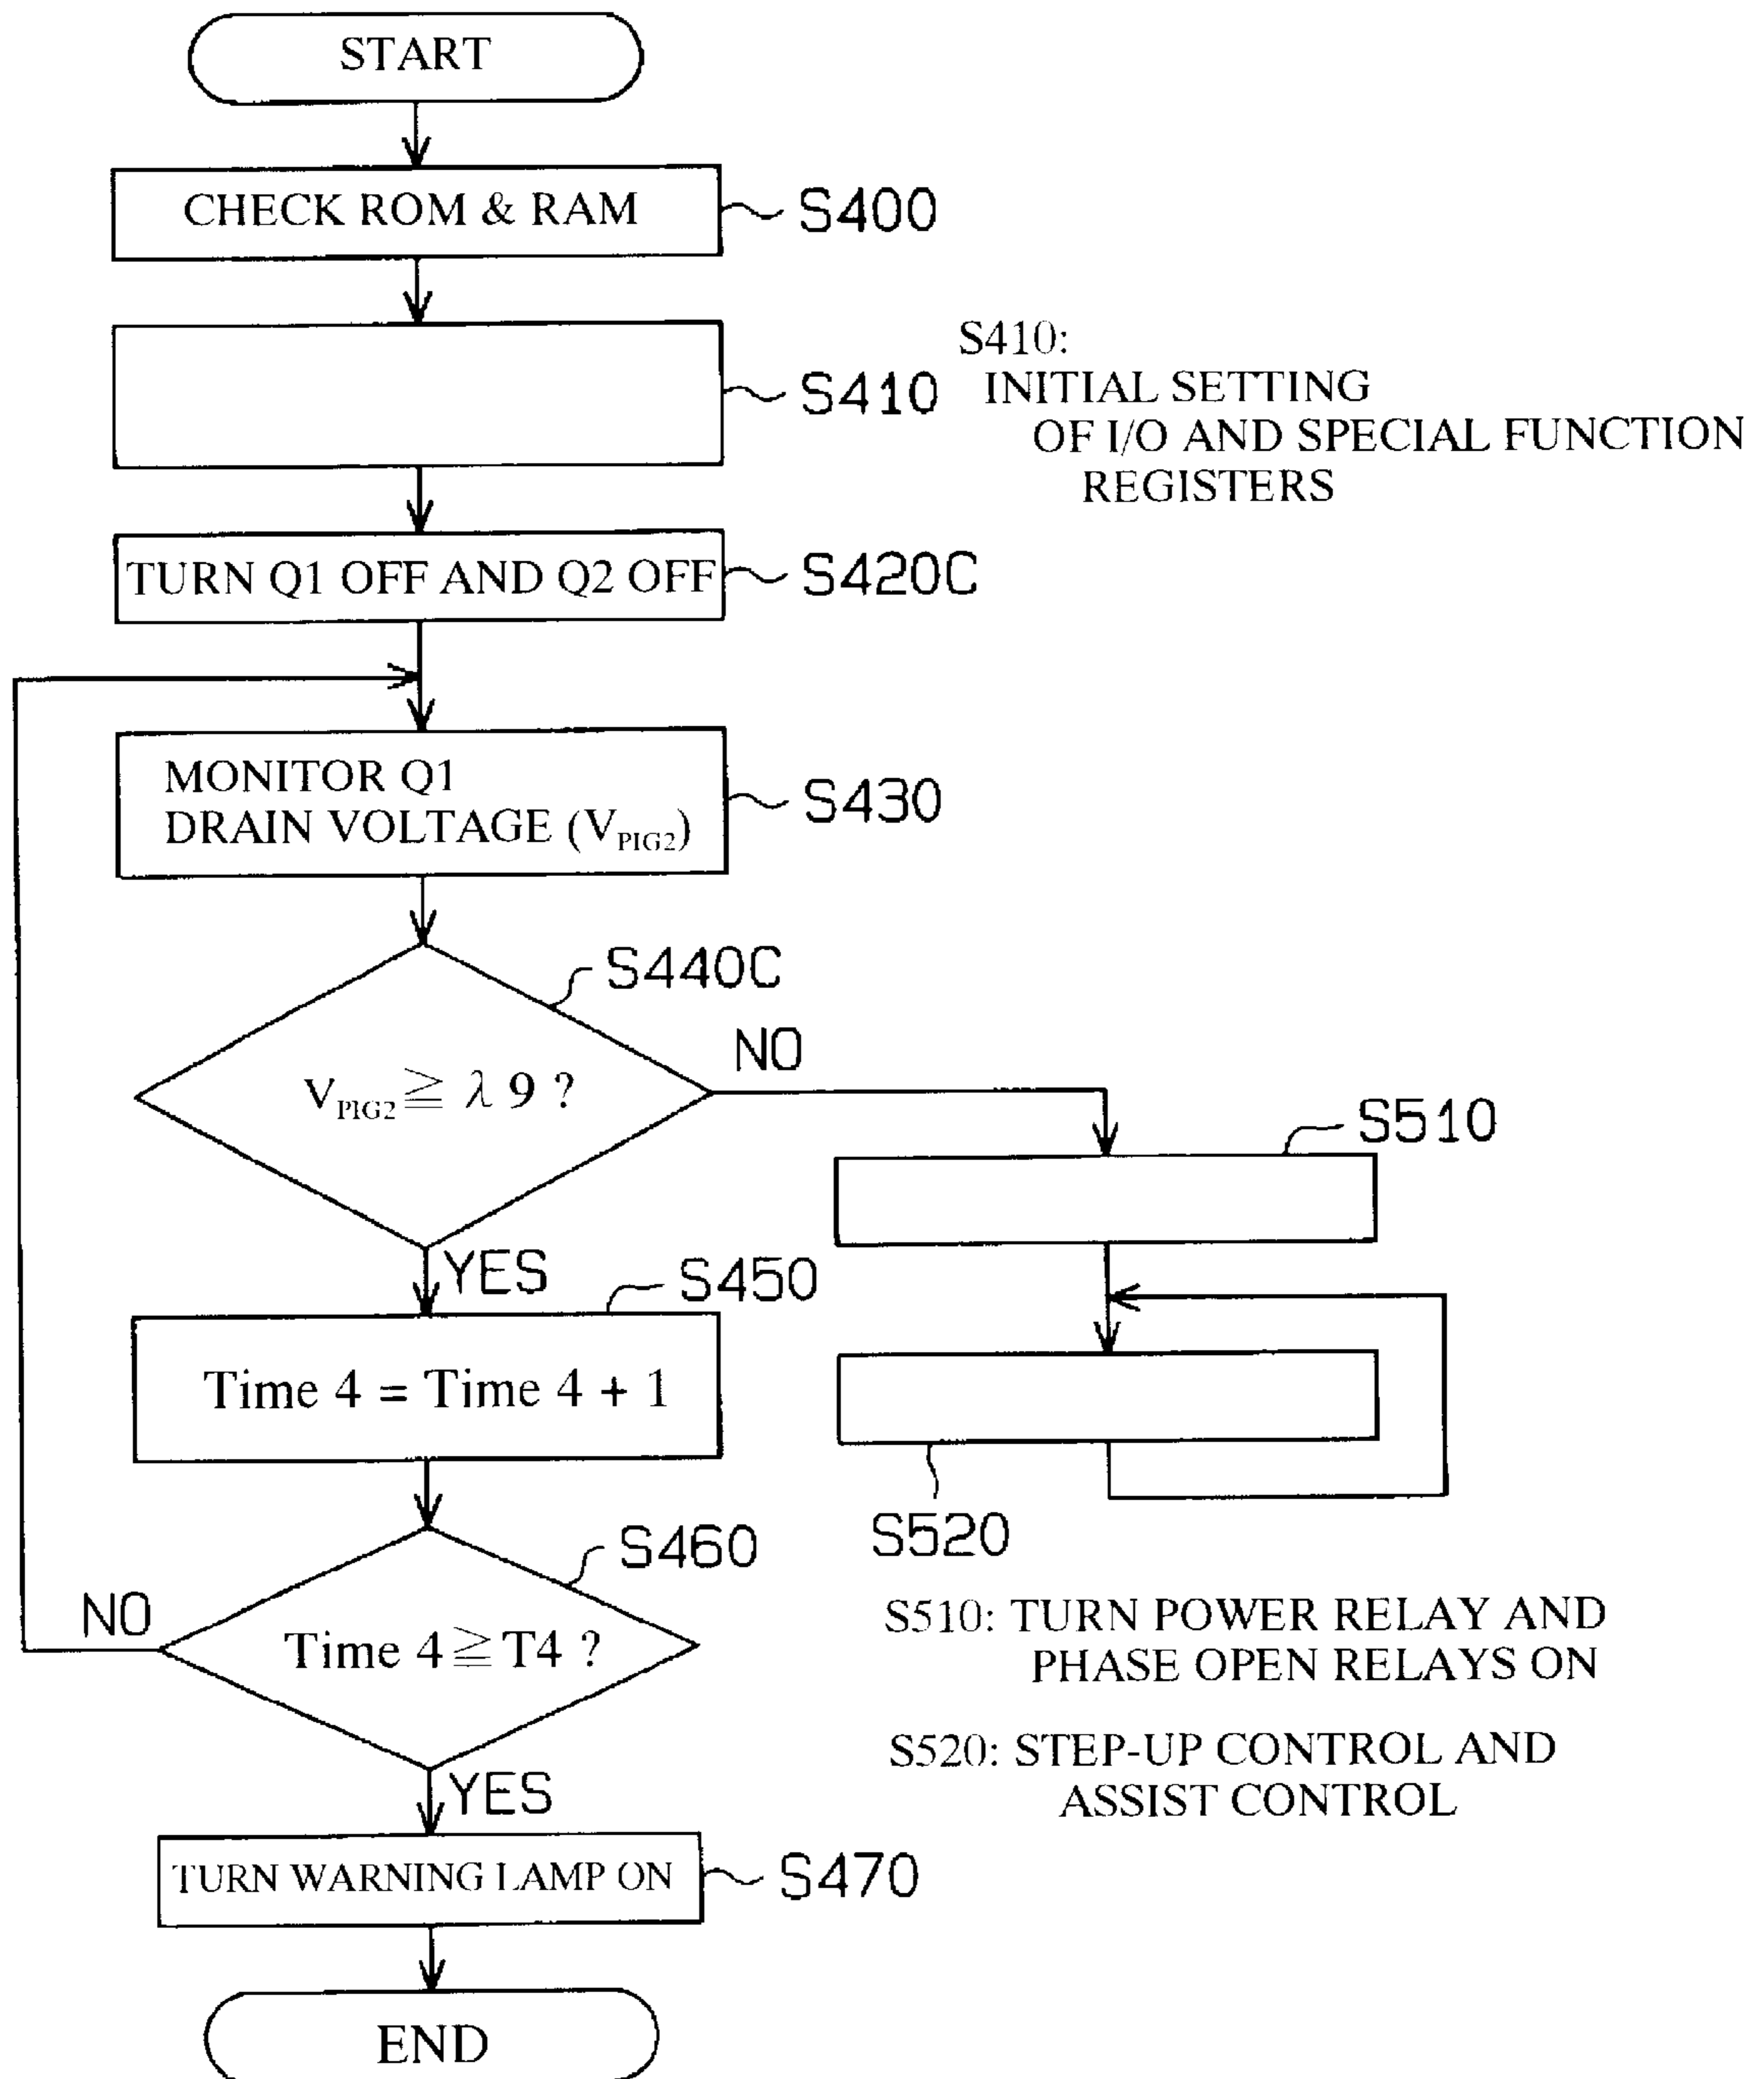 START
CHECK ROM & RAM
S400
S410
S410:
INITIAL SETTING
OF I/O AND SPECIAL FUNCTION
REGISTERS
TURN Q1 OFF AND Q2 OFF
S420C
MONITOR Q1
DRAIN VOLTAGE (VPIG2)
S430
S440C
VPIG2 ≧ λ 9 ?
NO
YES
S510
S450
Time 4 = Time 4 + 1
S520
S460
NO
Time 4 ≧ T4 ?
YES
S510: TURN POWER RELAY AND
PHASE OPEN RELAYS ON
S520: STEP-UP CONTROL AND
ASSIST CONTROL
TURN WARNING LAMP ON
S470
END